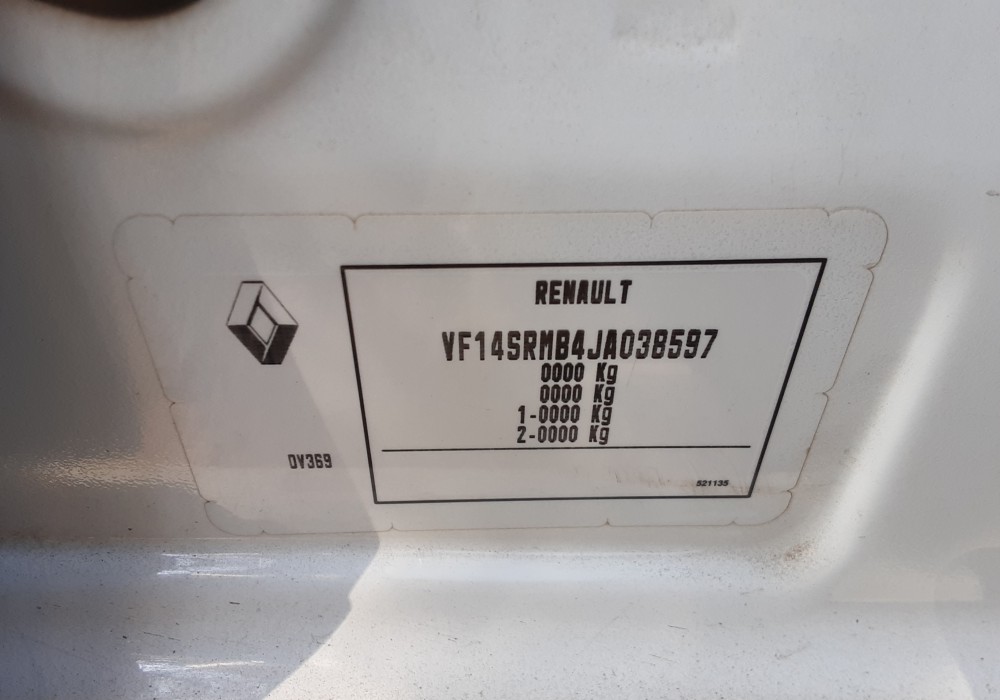 RENAULT
VF14SRMB4JA038597
0000 Kg
0000 Kg
1-0000 Kg
2-0000 Kg
DV369
521135